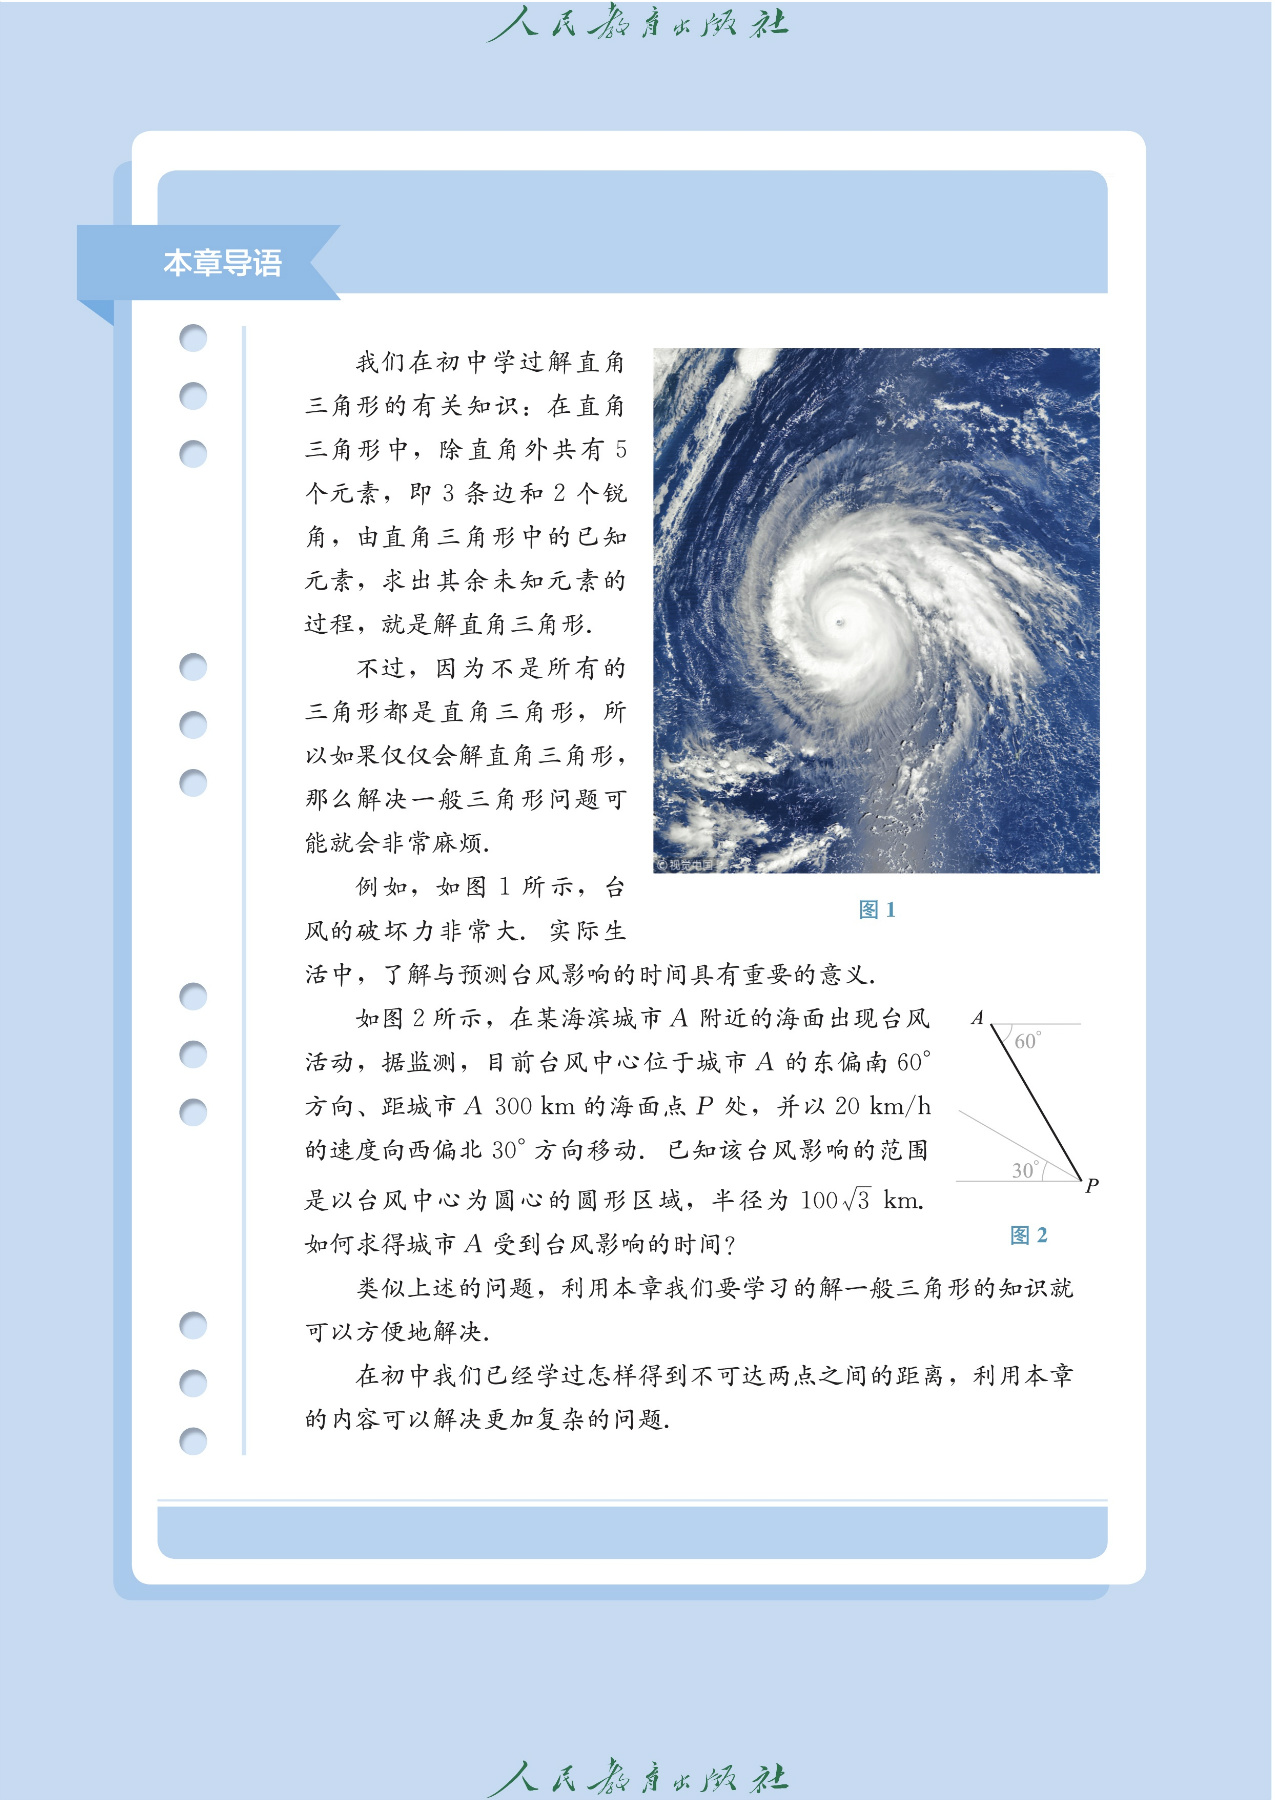 人民教育出版社
本章导语
我们在初中学过解直角
三角形的有关知识：在直角
三角形中，除直角外共有 5
个元素，即 3 条边和 2 个锐
角，由直角三角形中的已知
元素，求出其余未知元素的
过程，就是解直角三角形.
不过，因为不是所有的
三角形都是直角三角形，所
以如果仅仅会解直角三角形，
那么解决一般三角形问题可
能就会非常麻烦.
例如，如图 1 所示，台
风的破坏力非常大. 实际生
活中，了解与预测台风影响的时间具有重要的意义.
©视觉中国
图 1
如图 2 所示，在某海滨城市 A 附近的海面出现台风
活动，据监测，目前台风中心位于城市 A 的东偏南 60°
方向、距城市 A 300 km 的海面点 P 处，并以 20 km/h
的速度向西偏北 30° 方向移动. 已知该台风影响的范围
是以台风中心为圆心的圆形区域，半径为 100√3 km.
如何求得城市 A 受到台风影响的时间？
A
60°
30°
P
图 2
类似上述的问题，利用本章我们要学习的解一般三角形的知识就
可以方便地解决.
在初中我们已经学过怎样得到不可达两点之间的距离，利用本章
的内容可以解决更加复杂的问题.
人民教育出版社